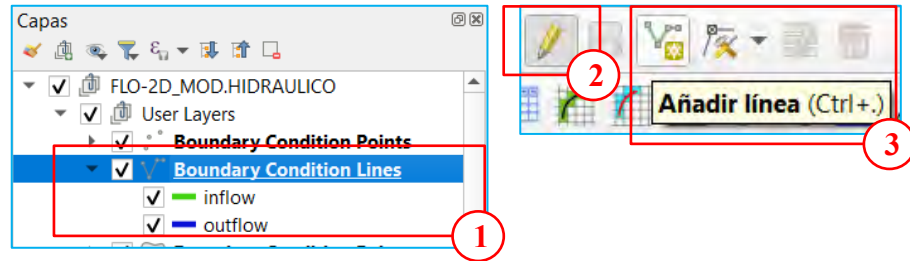 Capas
FLO-2D_MOD.HIDRAULICO
User Layers
Boundary Condition Points
Boundary Condition Lines
inflow
outflow
1
2
Añadir línea (Ctrl+.)
3